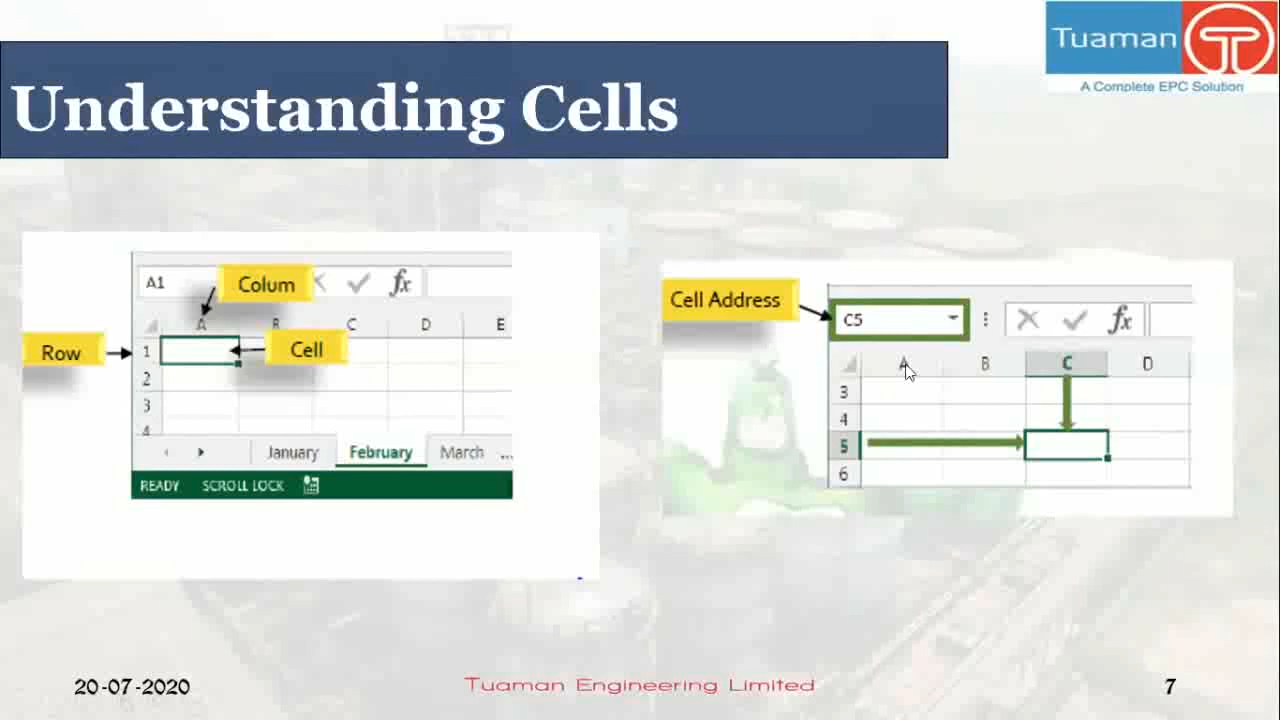 Tuaman
A Complete EPC Solution
Understanding Cells
A1
Colum
fx
A B C D E
Row
1
Cell
2
3
4
January February March ...
READY SCROLL LOCK
Cell Address
C5
fx
A B C D
3
4
5
6
20-07-2020
Tuaman Engineering Limited
7